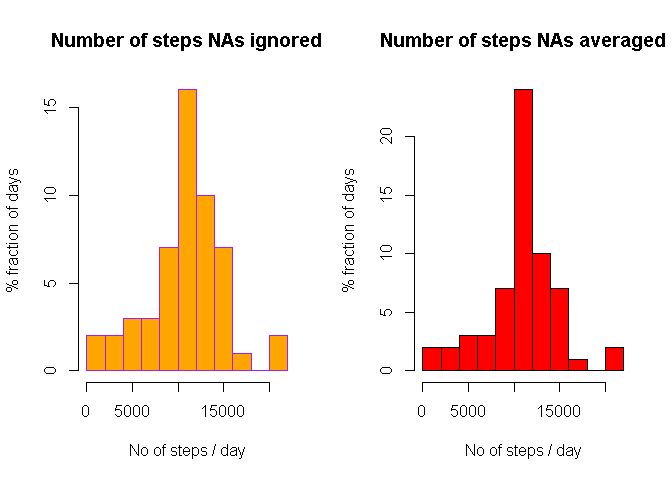 Number of steps NAs ignored
% fraction of days
15
10
5
0
0 5000 15000
No of steps / day
Number of steps NAs averaged
% fraction of days
20
15
10
5
0
0 5000 15000
No of steps / day